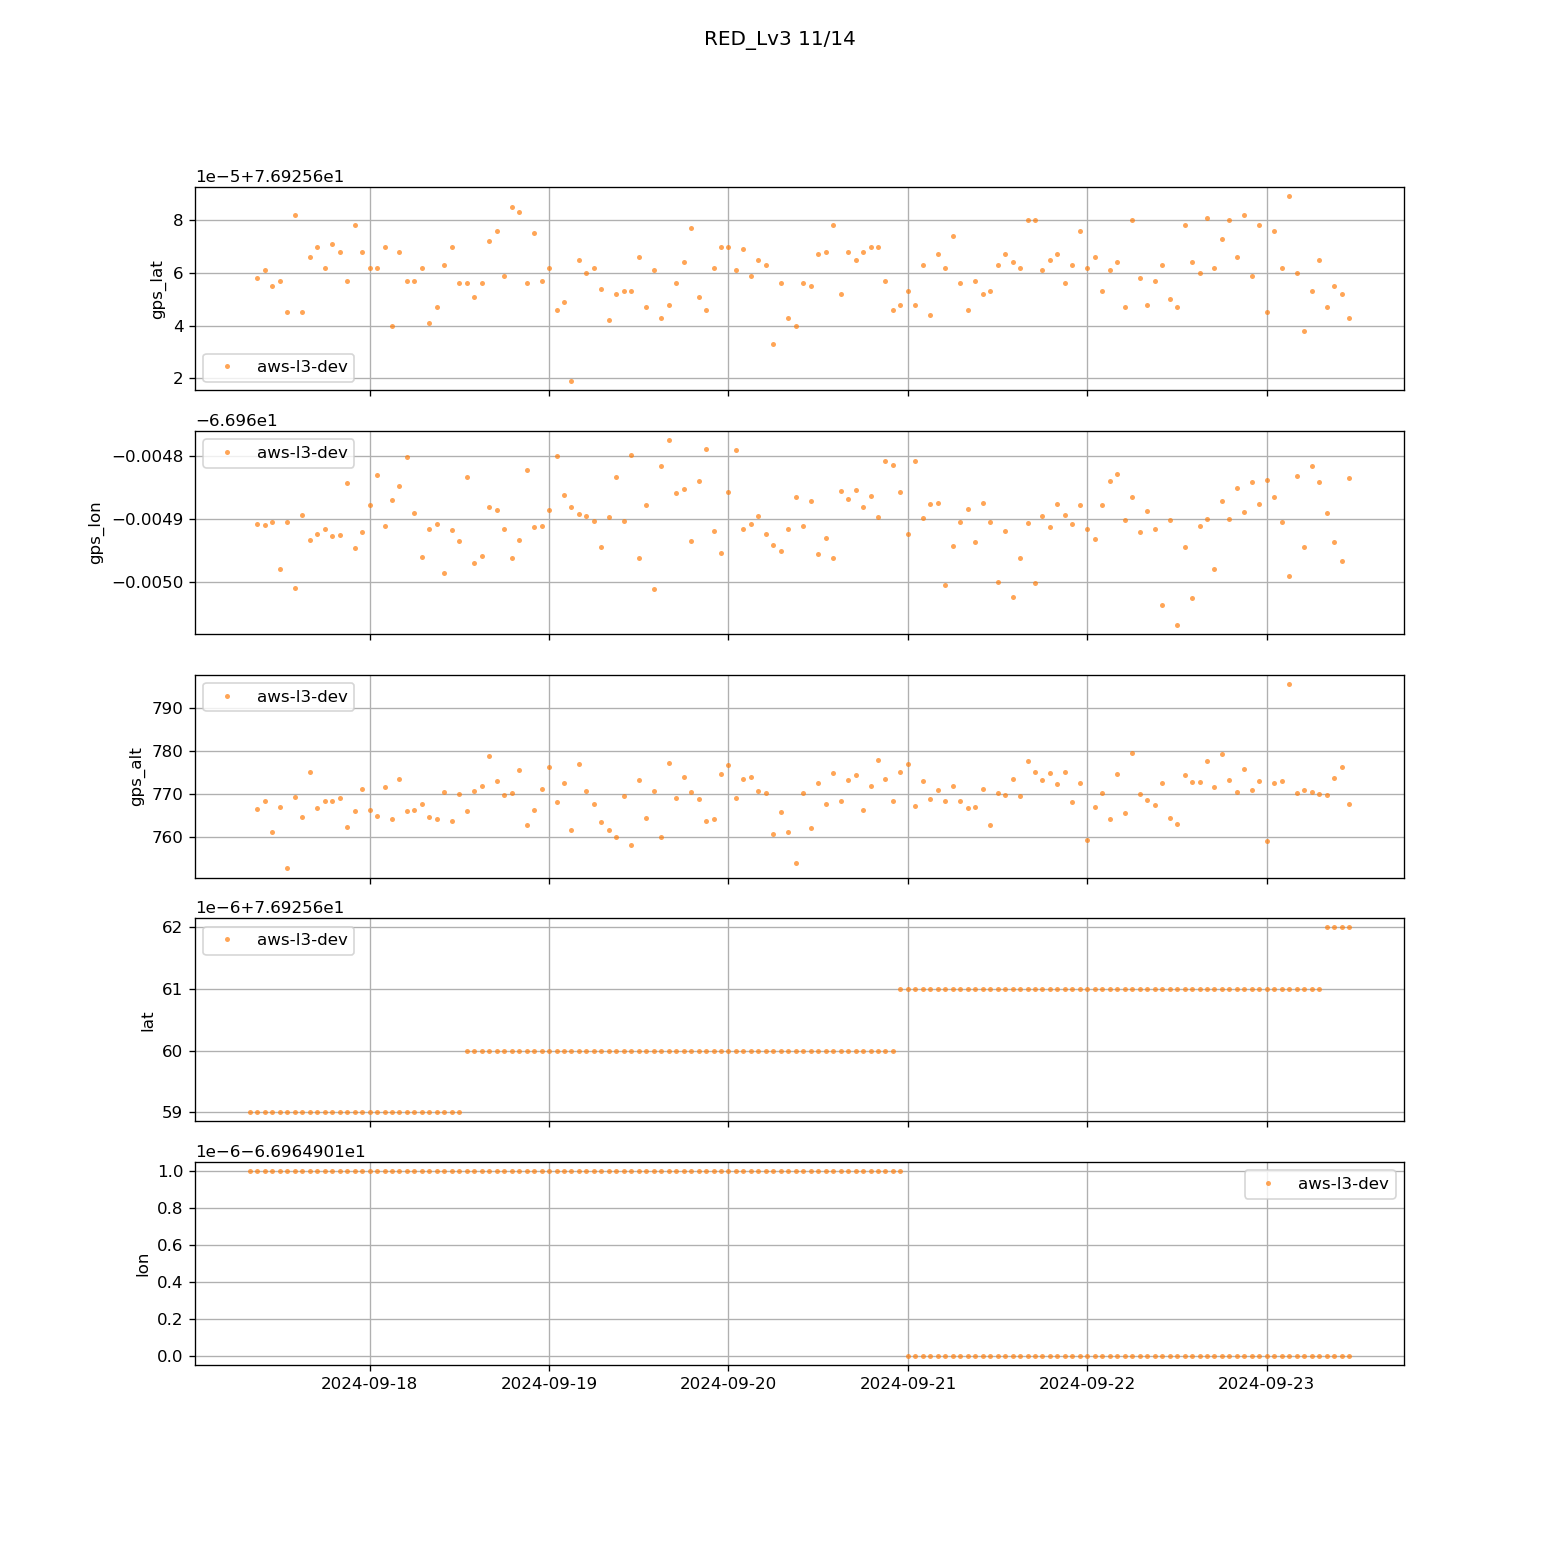 RED_Lv3 11/14
1e−5+7.69256e1
8
6
4
2
gps_lat
aws-l3-dev
−6.696e1
−0.0048
−0.0049
−0.0050
gps_lon
aws-l3-dev
790
780
770
760
gps_alt
aws-l3-dev
1e−6+7.69256e1
62
61
60
59
lat
aws-l3-dev
1e−6−6.6964901e1
1.0
0.8
0.6
0.4
0.2
0.0
lon
aws-l3-dev
2024-09-18 2024-09-19 2024-09-20 2024-09-21 2024-09-22 2024-09-23